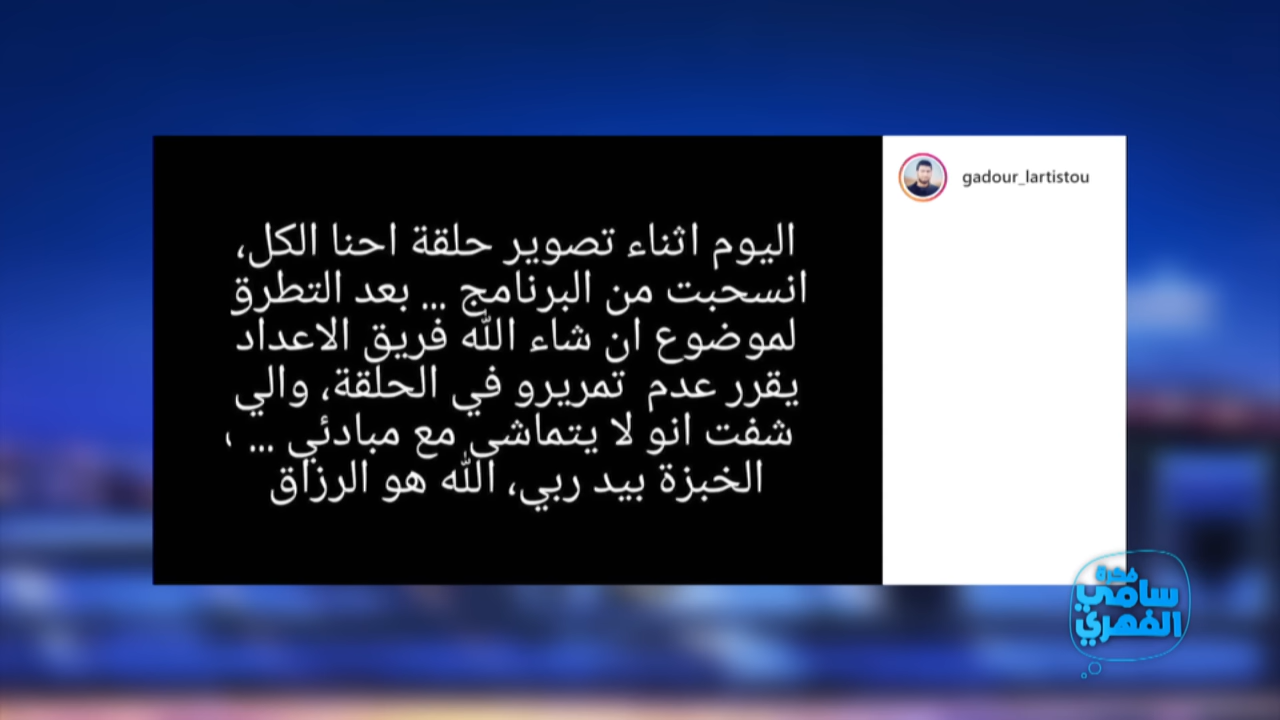 اليوم اثناء تصوير حلقة احنا الكل،
انسحبت من البرنامج ... بعد التطرق
لموضوع ان شاء الله فريق الاعداد
يقرر عدم تمريرو في الحلقة، والي
شفت انو لا يتماشى مع مبادئي ... ،
الخبزة بيد ربي، الله هو الرزاق
gadour_lartistou
فكرة
سامي
الفهري